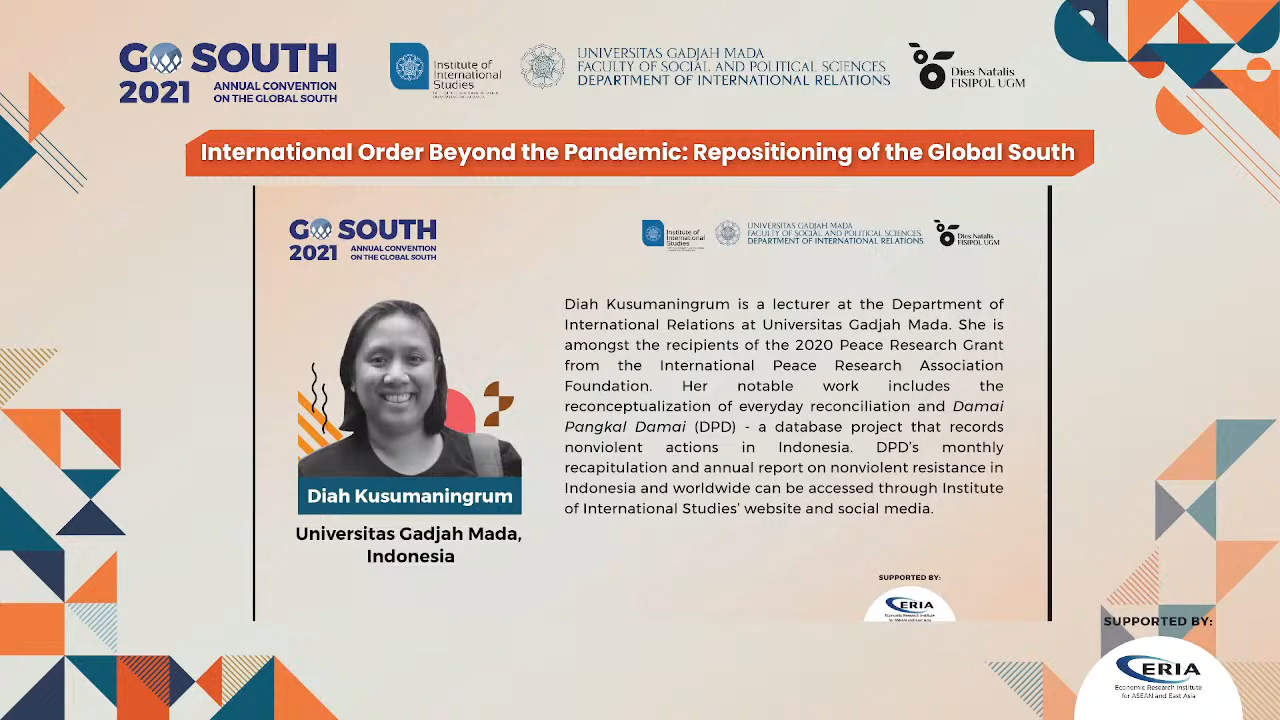 GO SOUTH
2021 ANNUAL CONVENTION
ON THE GLOBAL SOUTH
Institute of
International
Studies
UNIVERSITAS GADJAH MADA
FACULTY OF SOCIAL AND POLITICAL SCIENCES
DEPARTMENT OF INTERNATIONAL RELATIONS
Dies Natalis
FISIPOL UGM
International Order Beyond the Pandemic: Repositioning of the Global South
GO SOUTH
2021 ANNUAL CONVENTION
ON THE GLOBAL SOUTH
Institute of
International
Studies
UNIVERSITAS GADJAH MADA
FACULTY OF SOCIAL AND POLITICAL SCIENCES
DEPARTMENT OF INTERNATIONAL RELATIONS
Dies Natalis
FISIPOL UGM
Diah Kusumaningrum is a lecturer at the Department of
International Relations at Universitas Gadjah Mada. She is
amongst the recipients of the 2020 Peace Research Grant
from the International Peace Research Association
Foundation. Her notable work includes the
reconceptualization of everyday reconciliation and Damai
Pangkal Damai (DPD) - a database project that records
nonviolent actions in Indonesia. DPD's monthly
recapitulation and annual report on nonviolent resistance in
Indonesia and worldwide can be accessed through Institute
of International Studies' website and social media.
Diah Kusumaningrum
Universitas Gadjah Mada,
Indonesia
SUPPORTED BY:
ERIA
Economic Research Institute
for ASEAN and East Asia
SUPPORTED BY:
ERIA
Economic Research Institute
for ASEAN and East Asia